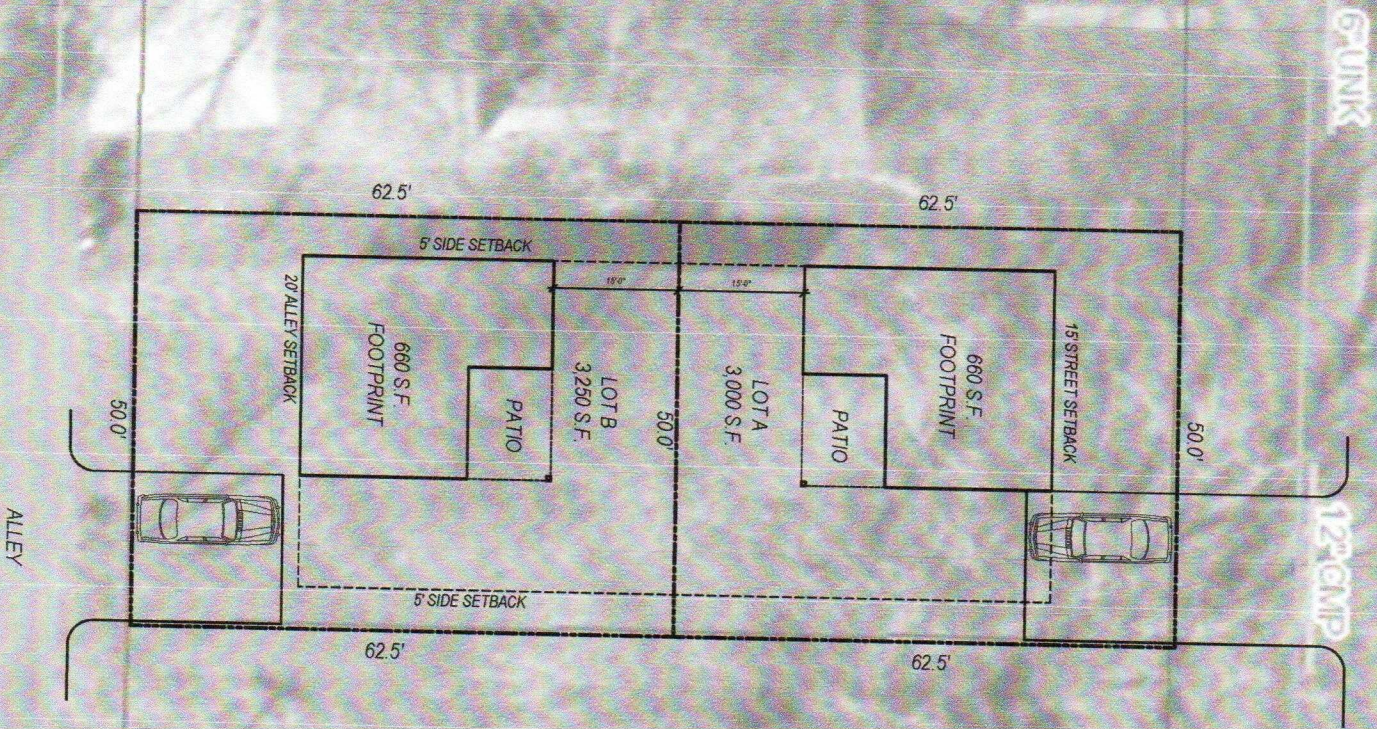 6" UNK
12" CMP
62.5'
62.5'
5' SIDE SETBACK
15'-0"
15'-0"
20' ALLEY SETBACK
660 S.F.
FOOTPRINT
PATIO
LOT B
3,250 S.F.
50.0'
LOT A
3,000 S.F.
PATIO
660 S.F.
FOOTPRINT
15' STREET SETBACK
50.0'
50.0'
ALLEY
5' SIDE SETBACK
62.5'
62.5'